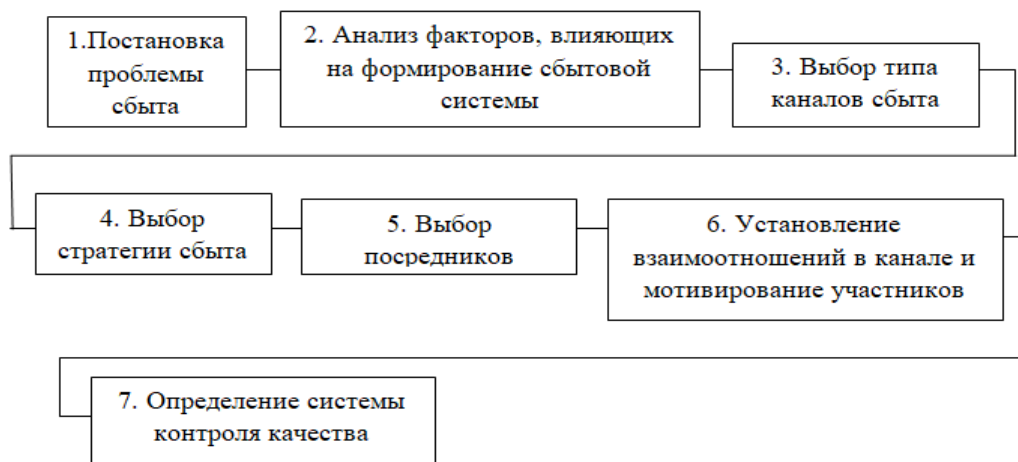 1.Постановка
проблемы
сбыта
2. Анализ факторов, влияющих
на формирование сбытовой
системы
3. Выбор типа
каналов сбыта
4. Выбор
стратегии сбыта
5. Выбор
посредников
6. Установление
взаимоотношений в канале и
мотивирование участников
7. Определение системы
контроля качества